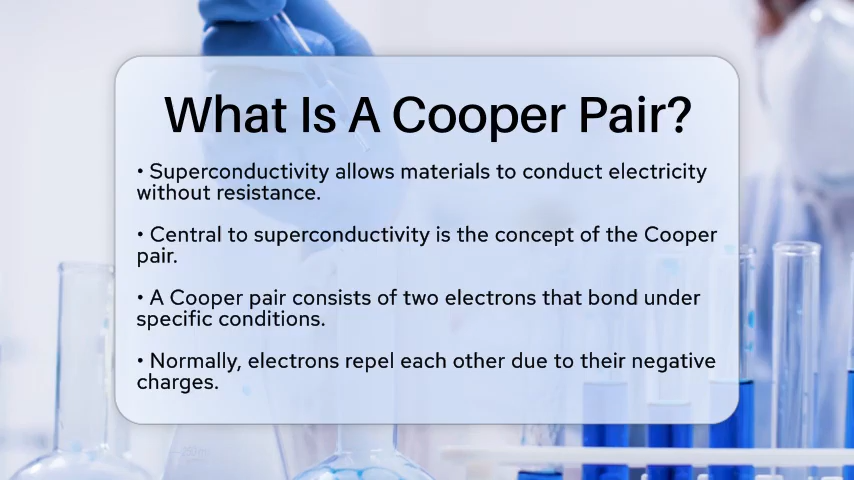 What Is A Cooper Pair?
• Superconductivity allows materials to conduct electricity
without resistance.
• Central to superconductivity is the concept of the Cooper
pair.
• A Cooper pair consists of two electrons that bond under
specific conditions.
• Normally, electrons repel each other due to their negative
charges.